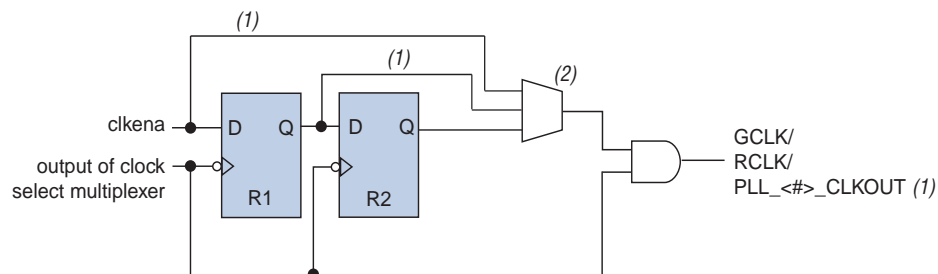 (1)
(1)
(2)
clkena
D Q
D Q
output of clock
select multiplexer
R1
R2
GCLK/
RCLK/
PLL_<#>_CLKOUT (1)